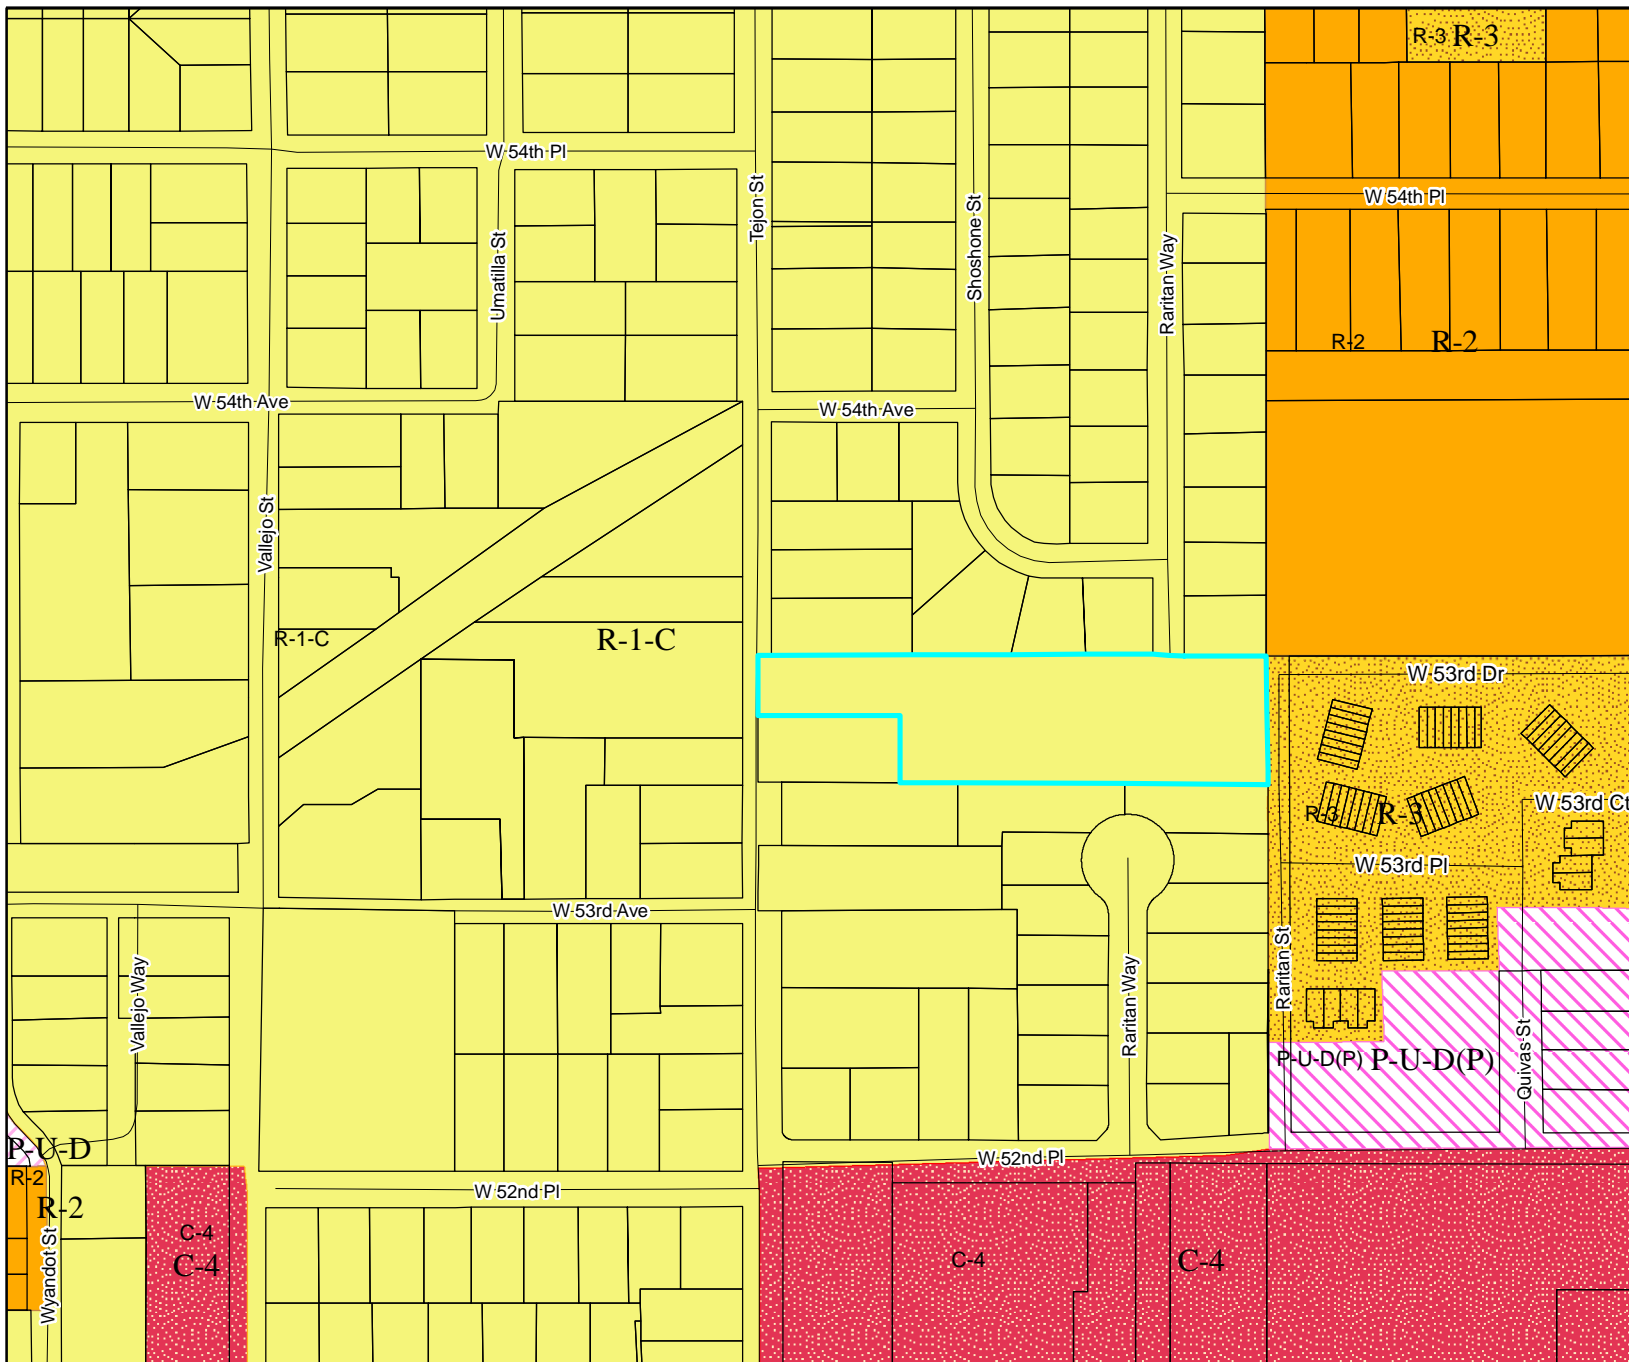 R-3 R-3
W 54th Pl
W 54th Pl
Tejon St
Shoshone St
Umatilla St
Raritan Way
R-2 R-2
W 54th Ave
W 54th Ave
Vallejo St
R-1-C R-1-C
W 53rd Dr
W 53rd Ct
R-3 R-3
W 53rd Pl
W 53rd Ave
Raritan St
Vallejo Way
Raritan Way
Quivas St
P-U-D(P) P-U-D(P)
P-U-D
W 52nd Pl
R-2
W 52nd Pl
R-2
C-4
C-4
C-4 C-4
Wyandot St